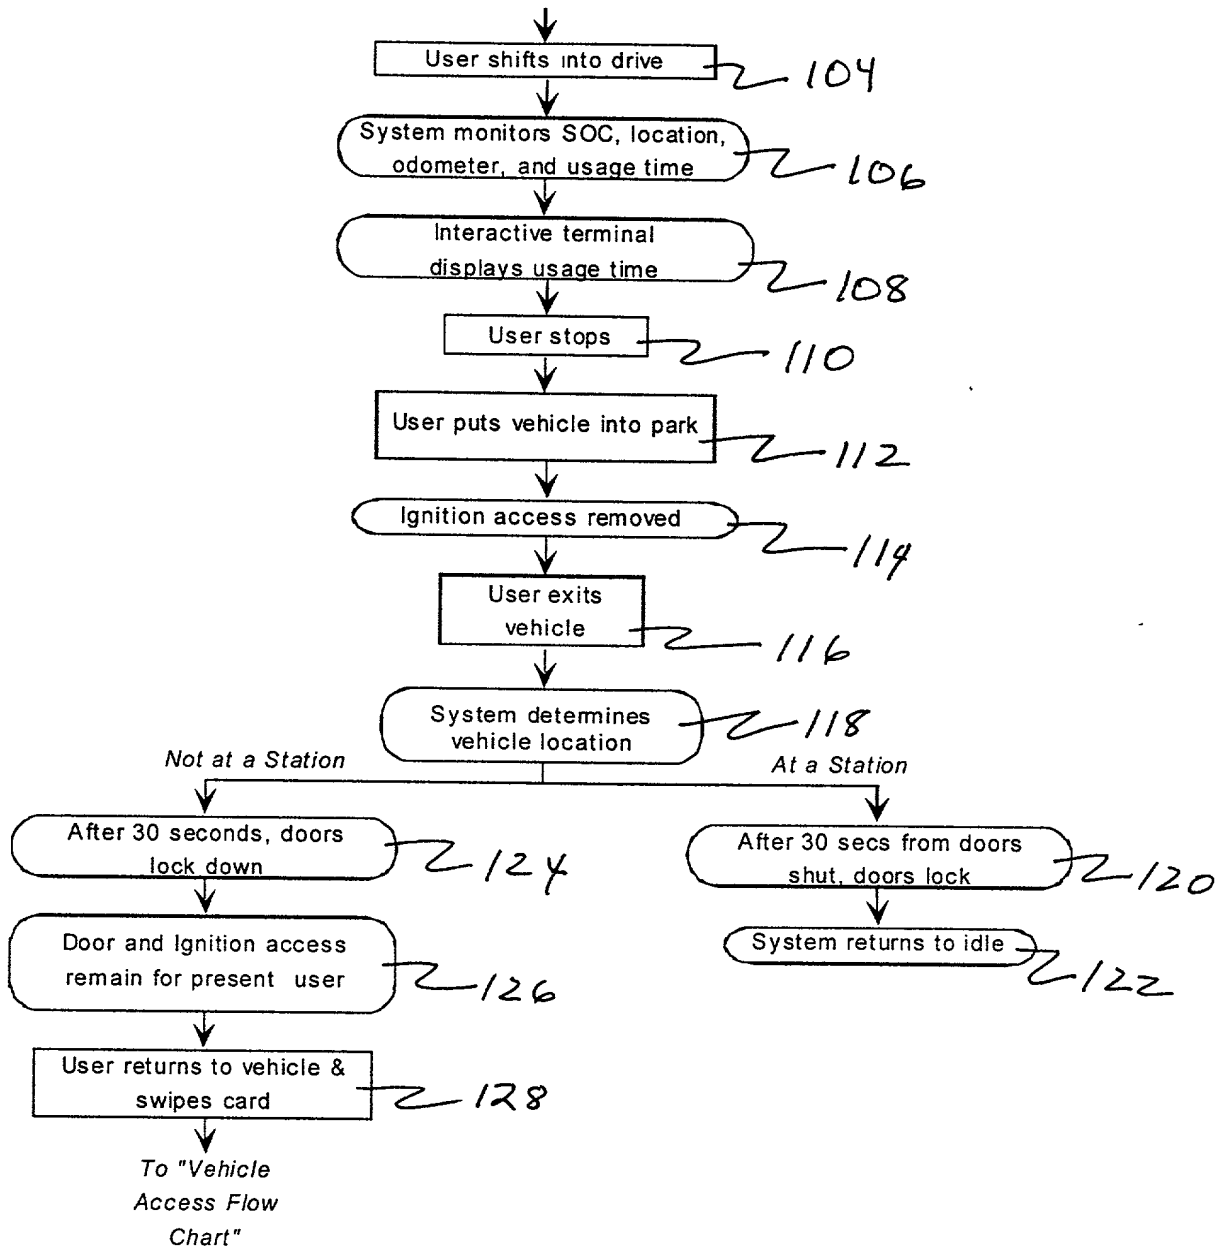 User shifts into drive
104
System monitors SOC, location,
odometer, and usage time
106
Interactive terminal
displays usage time
108
User stops
110
User puts vehicle into park
112
Ignition access removed
114
User exits
vehicle
116
System determines
vehicle location
118
Not at a Station
At a Station
After 30 seconds, doors
lock down
124
After 30 secs from doors
shut, doors lock
120
Door and Ignition access
remain for present user
126
System returns to idle
122
User returns to vehicle &
swipes card
128
To "Vehicle
Access Flow
Chart"